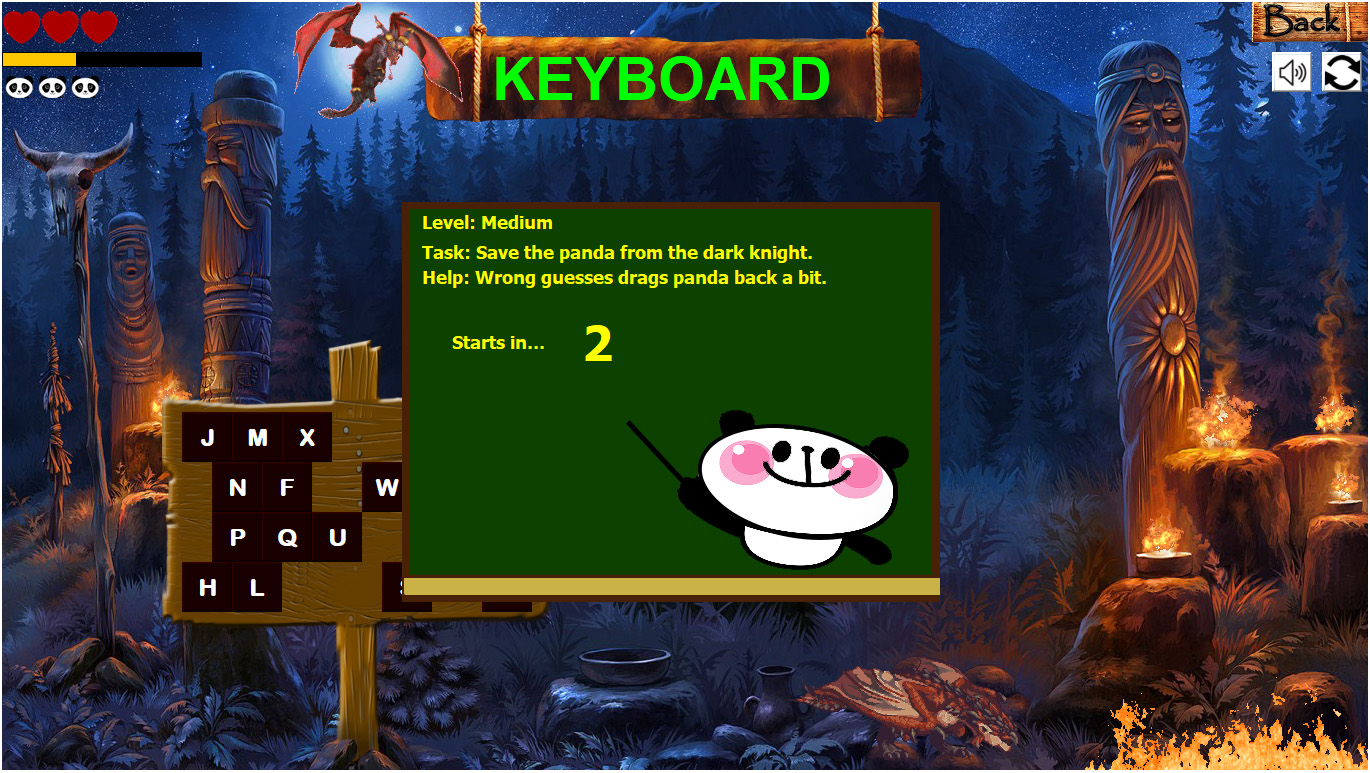 Back
KEYBOARD
Level: Medium
Task: Save the panda from the dark knight.
Help: Wrong guesses drags panda back a bit.
Starts in... 2
J M X
N F W
P Q U
H L